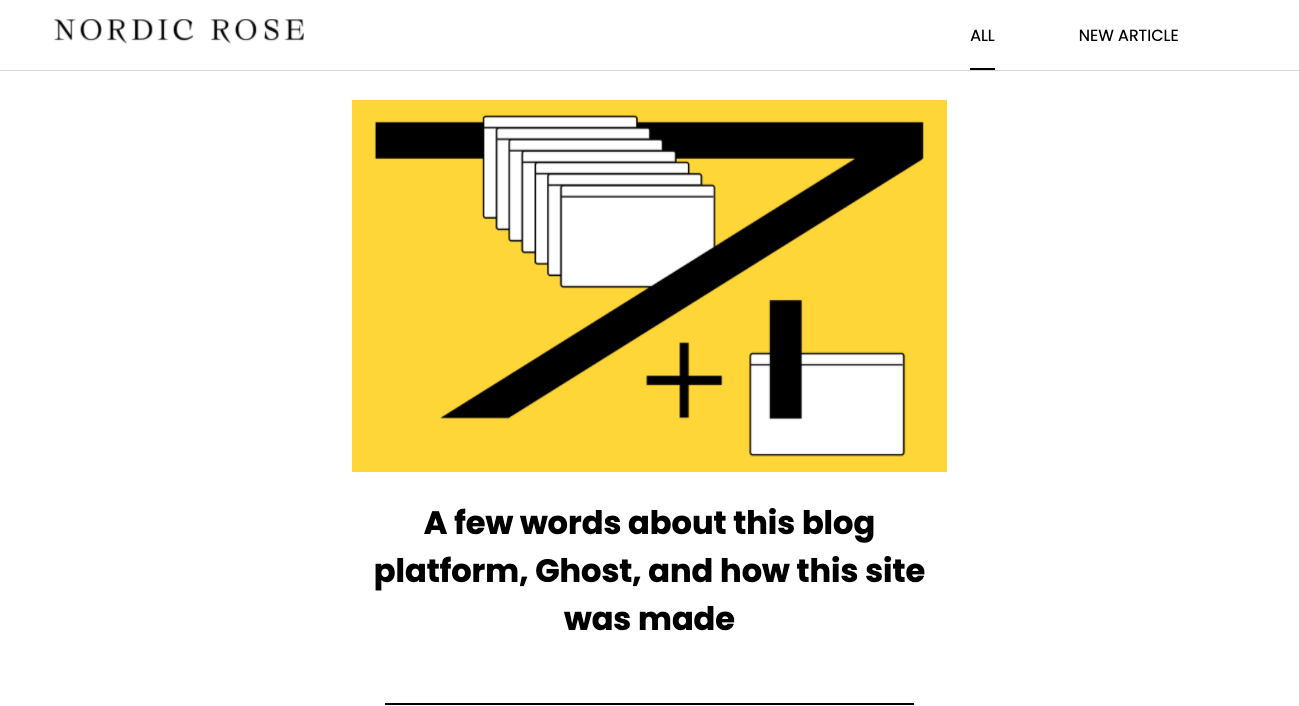 NORDIC ROSE
ALL
NEW ARTICLE
A few words about this blog
platform, Ghost, and how this site
was made